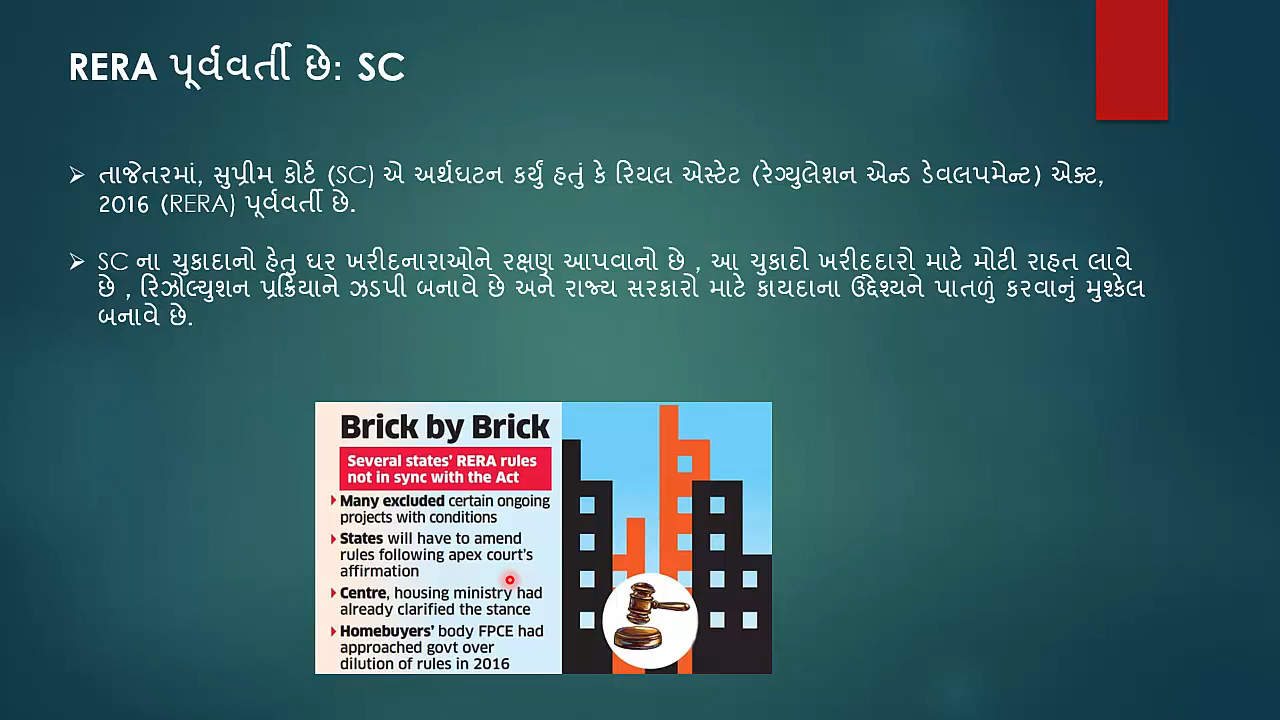 RERA પૂર્વવર્તી છે: SC
તાજેતરમાં, સુપ્રીમ કોર્ટ (SC) એ અર્થઘટન કર્યું હતું કે રિયલ એસ્ટેટ (રેગ્યુલેશન એન્ડ ડેવલપમેન્ટ) એક્ટ,
2016 (RERA) પૂર્વવર્તી છે.
SC ના ચુકાદાનો હેતુ ઘર ખરીદનારાઓને રક્ષણ આપવાનો છે , આ ચુકાદો ખરીદદારો માટે મોટી રાહત લાવે
છે , રિઝોલ્યુશન પ્રક્રિયાને ઝડપી બનાવે છે અને રાજ્ય સરકારો માટે કાયદાના ઉદ્દેશ્યને પાતળું કરવાનું મુશ્કેલ
બનાવે છે.
Brick by Brick
Several states' RERA rules
not in sync with the Act
Many excluded certain ongoing
projects with conditions
States will have to amend
rules following apex court's
affirmation
Centre, housing ministry had
already clarified the stance
Homebuyers' body FPCE had
approached govt over
dilution of rules in 2016